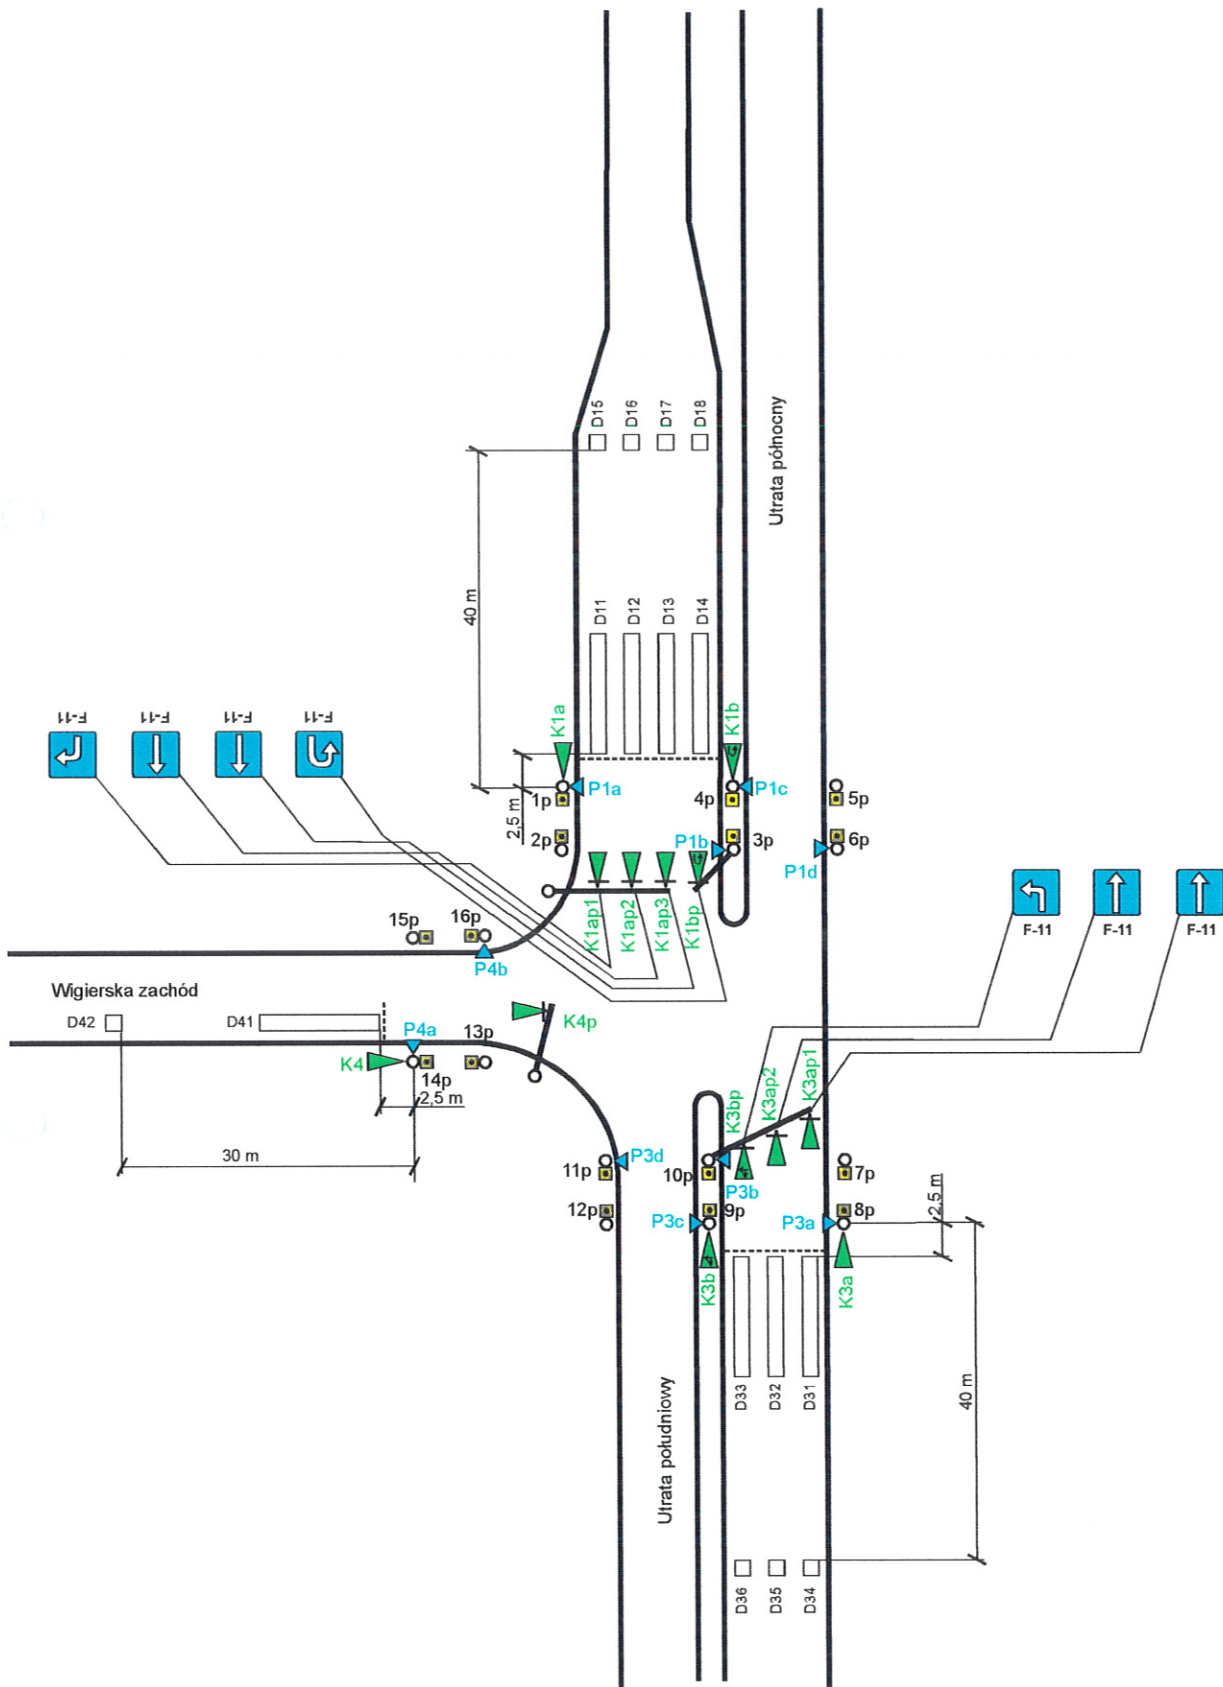 D15
D16
D17
D18
Utrata północny
40 m
D11
D12
D13
D14
F-11
F-11
F-11
F-11
K1a
K1b
2,5 m
1p
P1a
4p
P1c
5p
2p
P1b
3p
6p
P1d
K1ap1
K1ap2
K1ap3
K1bp
15p
16p
P4b
F-11
F-11
F-11
Wigierska zachód
D42
D41
P4a
13p
K4p
K4
14p
2,5 m
30 m
K3bp
K3ap2
K3ap1
11p
P3d
10p
P3b
7p
12p
P3c
9p
P3a
8p
2,5 m
K3b
K3a
D33
D32
D31
40 m
Utrata południowy
D36
D35
D34